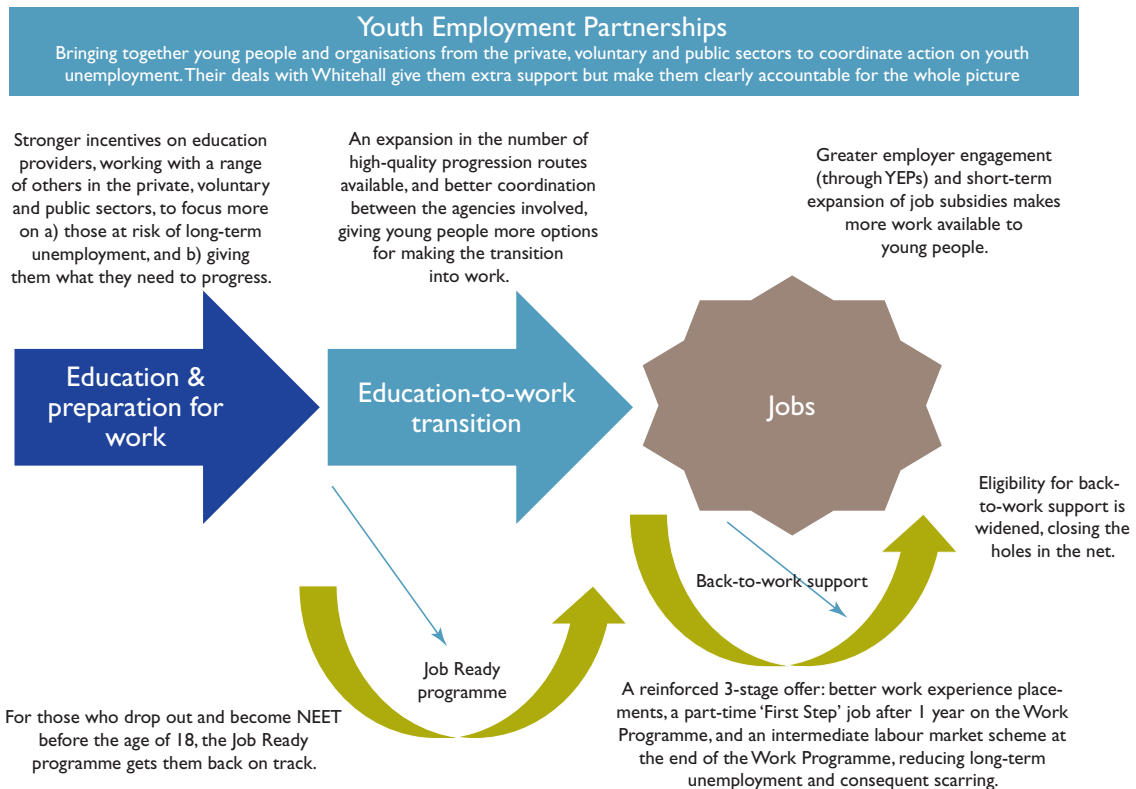 Youth Employment Partnerships
Bringing together young people and organisations from the private, voluntary and public sectors to coordinate action on youth
unemployment. Their deals with Whitehall give them extra support but make them clearly accountable for the whole picture
Stronger incentives on education
providers, working with a range
of others in the private, voluntary
and public sectors, to focus more
on a) those at risk of long-term
unemployment, and b) giving
them what they need to progress.
An expansion in the number of
high-quality progression routes
available, and better coordination
between the agencies involved,
giving young people more options
for making the transition
into work.
Greater employer engagement
(through YEPs) and short-term
expansion of job subsidies makes
more work available to
young people.
Education &
preparation for
work
Education-to-work
transition
Jobs
Eligibility for back-
to-work support is
widened, closing the
holes in the net.
Back-to-work support
Job Ready
programme
For those who drop out and become NEET
before the age of 18, the Job Ready
programme gets them back on track.
A reinforced 3-stage offer: better work experience place-
ments, a part-time ‘First Step’ job after 1 year on the Work
Programme, and an intermediate labour market scheme at
the end of the Work Programme, reducing long-term
unemployment and consequent scarring.